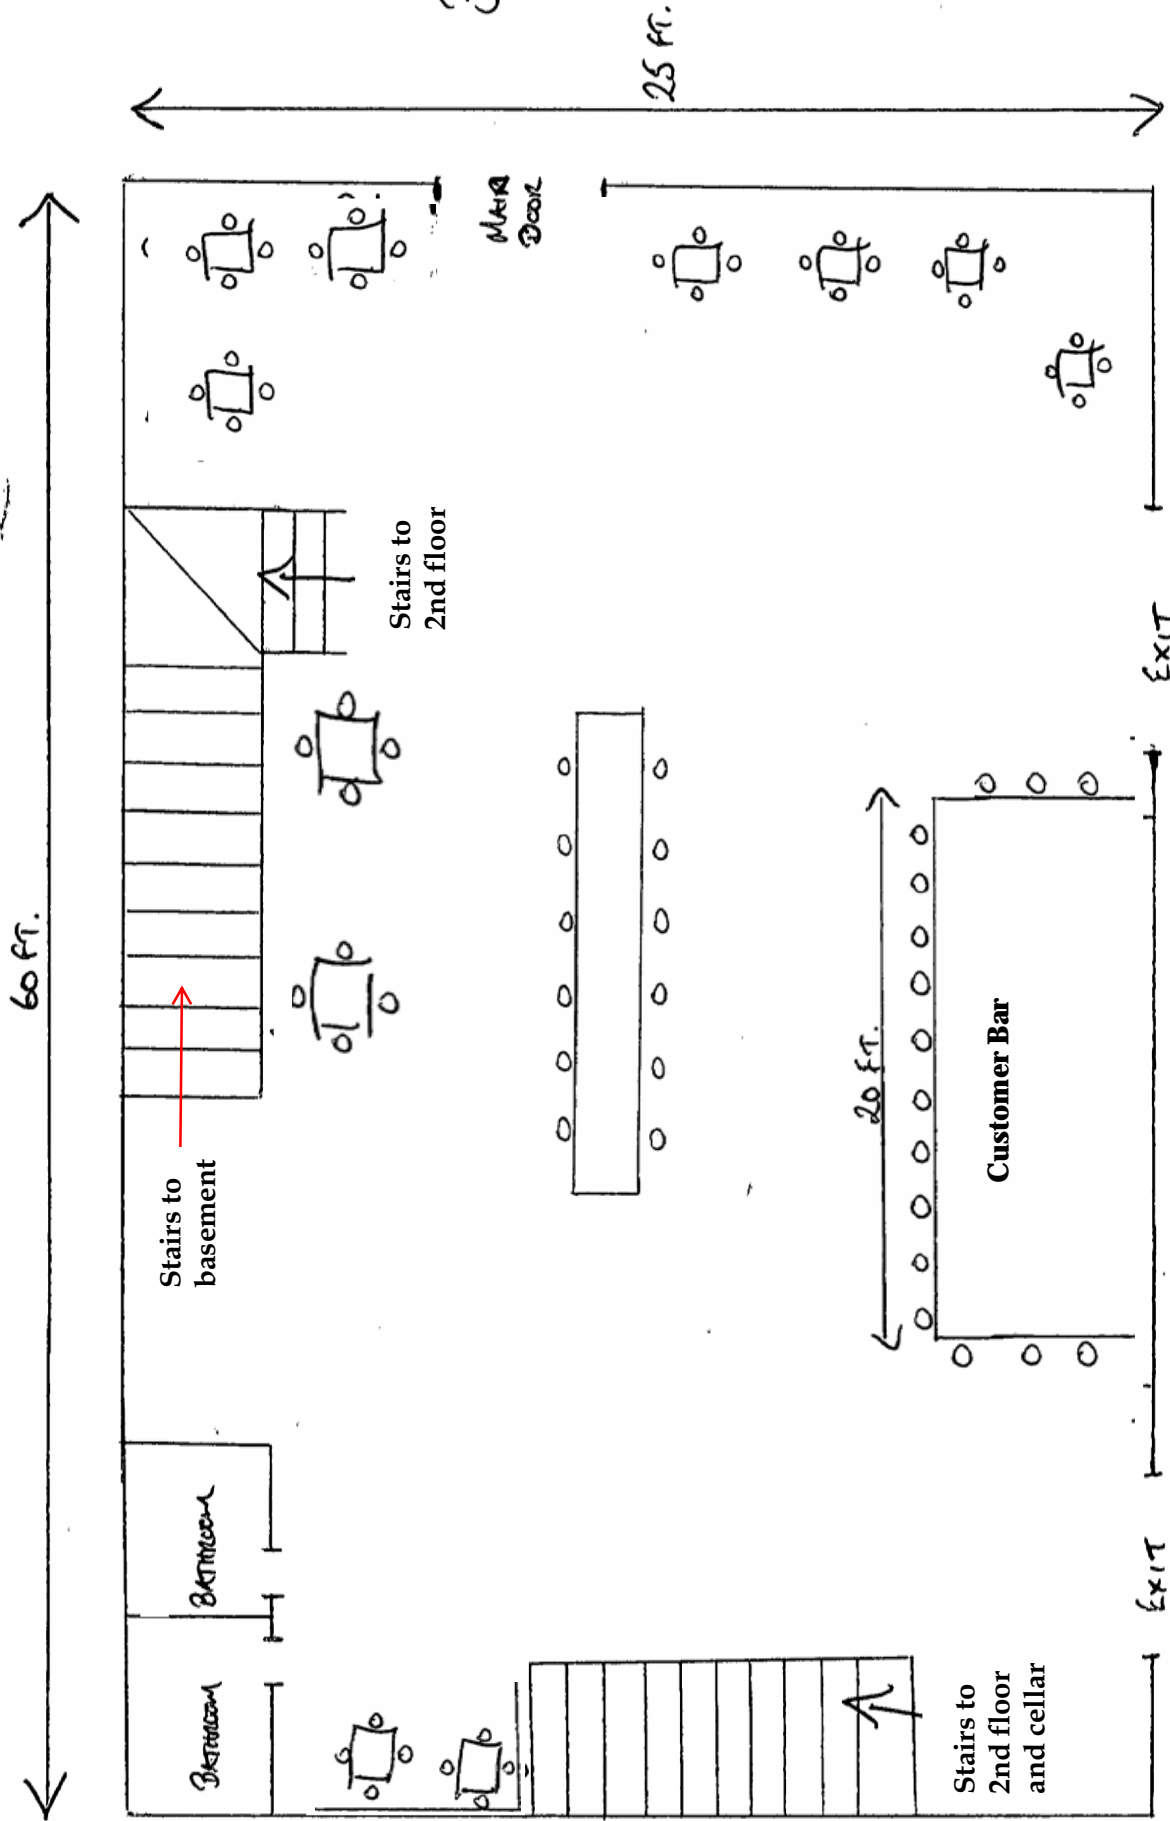 60 FT.
25 FT.
MAIN
DOOR
Stairs to
2nd floor
EXIT
Stairs to
basement
20 FT.
Customer Bar
BATHROOM
BATHROOM
EXIT
Stairs to
2nd floor
and cellar